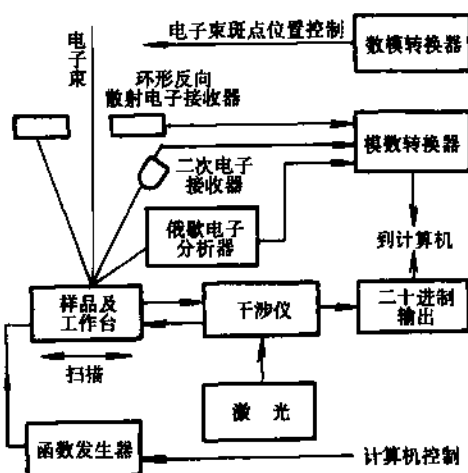 电子束斑点位置控制
数模转换器
电子束
环形反向
散射电子接收器
模数转换器
二次电子
接收器
俄歇电子
分析器
到计算机
样品及
工作台
干涉仪
二十进制
输出
扫描
激 光
函数发生器
计算机控制